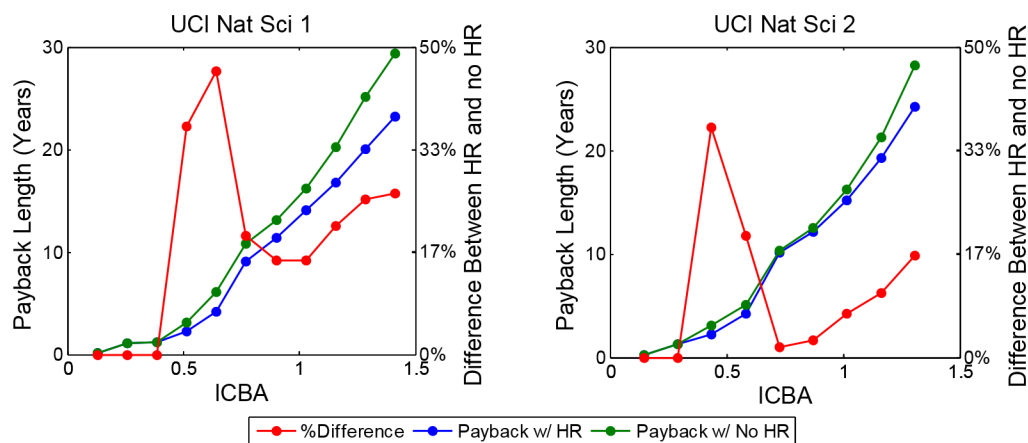 UCI Nat Sci 1
30
20
10
0
Payback Length (Years)
50%
33%
17%
0%
Difference Between HR and no HR
0
0.5
1
1.5
ICBA
UCI Nat Sci 2
30
20
10
0
Payback Length (Years)
50%
33%
17%
0%
Difference Between HR and no HR
0
0.5
1
1.5
ICBA
%Difference
Payback w/ HR
Payback w/ No HR